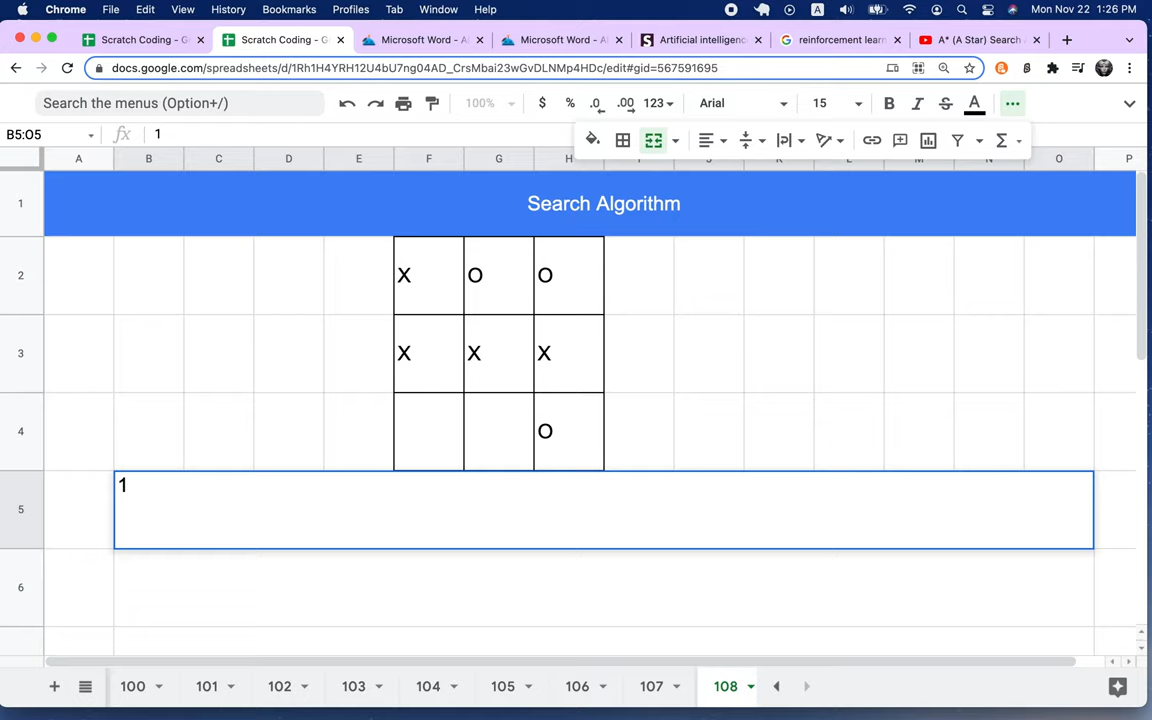 Chrome File Edit View History Bookmarks Profiles Tab Window Help A Mon Nov 22 1:26 PM
Scratch Coding - G Scratch Coding - G Microsoft Word - A Microsoft Word - A Artificial intelligenc reinforcement learn A* (A Star) Search
docs.google.com/spreadsheets/d/1Rh1H4YRH12U4bU7ng04AD_CrsMbai23wGvDLNMp4HDc/edit#gid=567591695
Search the menus (Option+/) 100% $ % .0 .00 123 Arial 15 B I S A
B5:O5 fx 1
A B C D E F G H O P
1 Search Algorithm
2 X O O
3 X X X
4 O
5 1
6
100 101 102 103 104 105 106 107 108